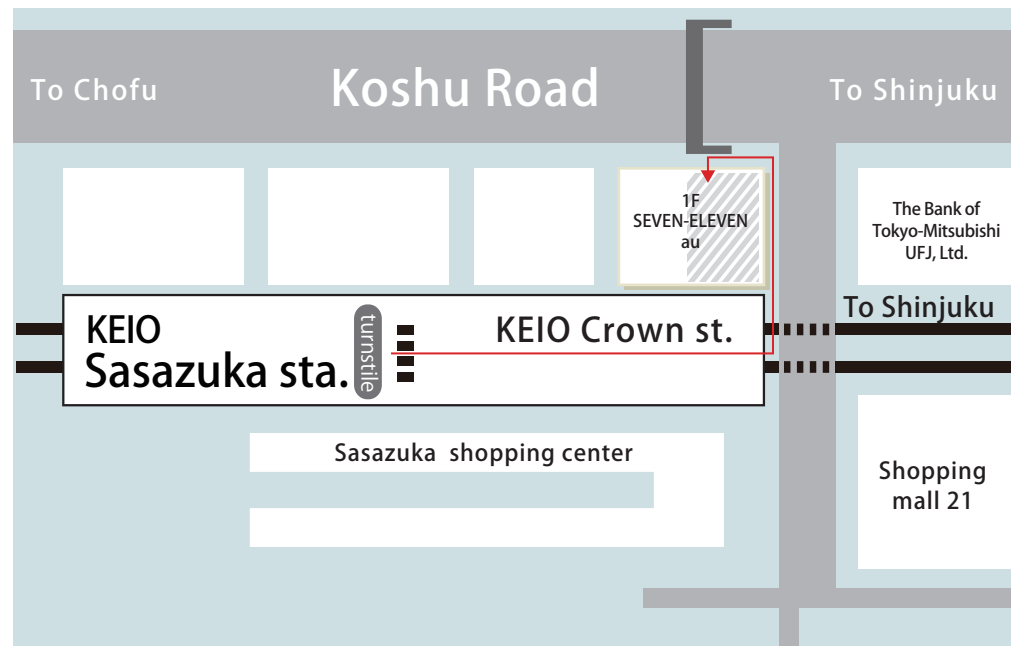 To Chofu
Koshu Road
To Shinjuku
1F
SEVEN-ELEVEN
au
The Bank of
Tokyo-Mitsubishi
UFJ, Ltd.
To Shinjuku
KEIO
Sasazuka sta.
turnstile
KEIO Crown st.
Sasazuka shopping center
Shopping
mall 21